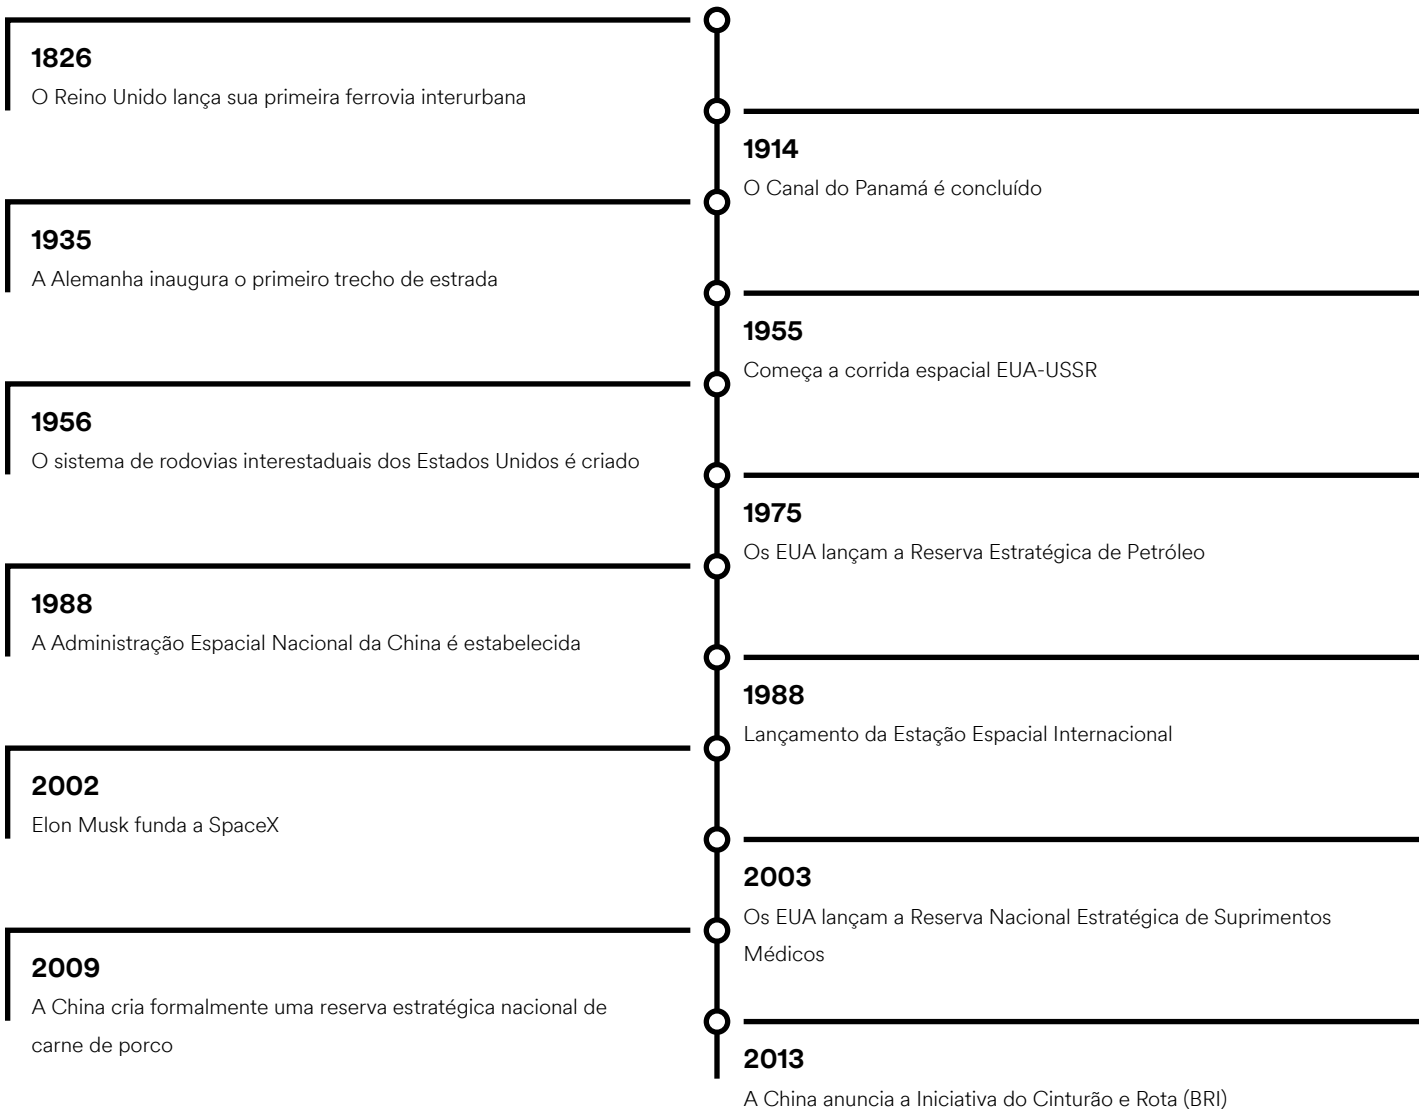 1826
O Reino Unido lança sua primeira ferrovia interurbana
1914
O Canal do Panamá é concluído
1935
A Alemanha inaugura o primeiro trecho de estrada
1955
Começa a corrida espacial EUA-USSR
1956
O sistema de rodovias interestaduais dos Estados Unidos é criado
1975
Os EUA lançam a Reserva Estratégica de Petróleo
1988
A Administração Espacial Nacional da China é estabelecida
1988
Lançamento da Estação Espacial Internacional
2002
Elon Musk funda a SpaceX
2003
Os EUA lançam a Reserva Nacional Estratégica de Suprimentos
Médicos
2009
A China cria formalmente uma reserva estratégica nacional de
carne de porco
2013
A China anuncia a Iniciativa do Cinturão e Rota (BRI)